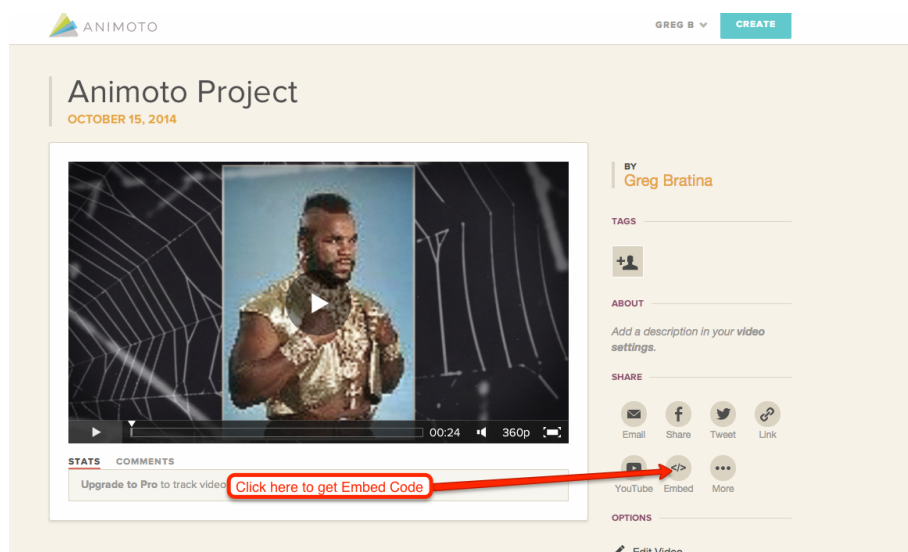 ANIMOTO
GREG B
CREATE
Animoto Project
OCTOBER 15, 2014
BY
Greg Bratina
TAGS
ABOUT
Add a description in your video
settings.
SHARE
Email Share Tweet Link
YouTube Embed More
OPTIONS
Edit Video
00:24 360p
STATS COMMENTS
Upgrade to Pro to track video
Click here to get Embed Code